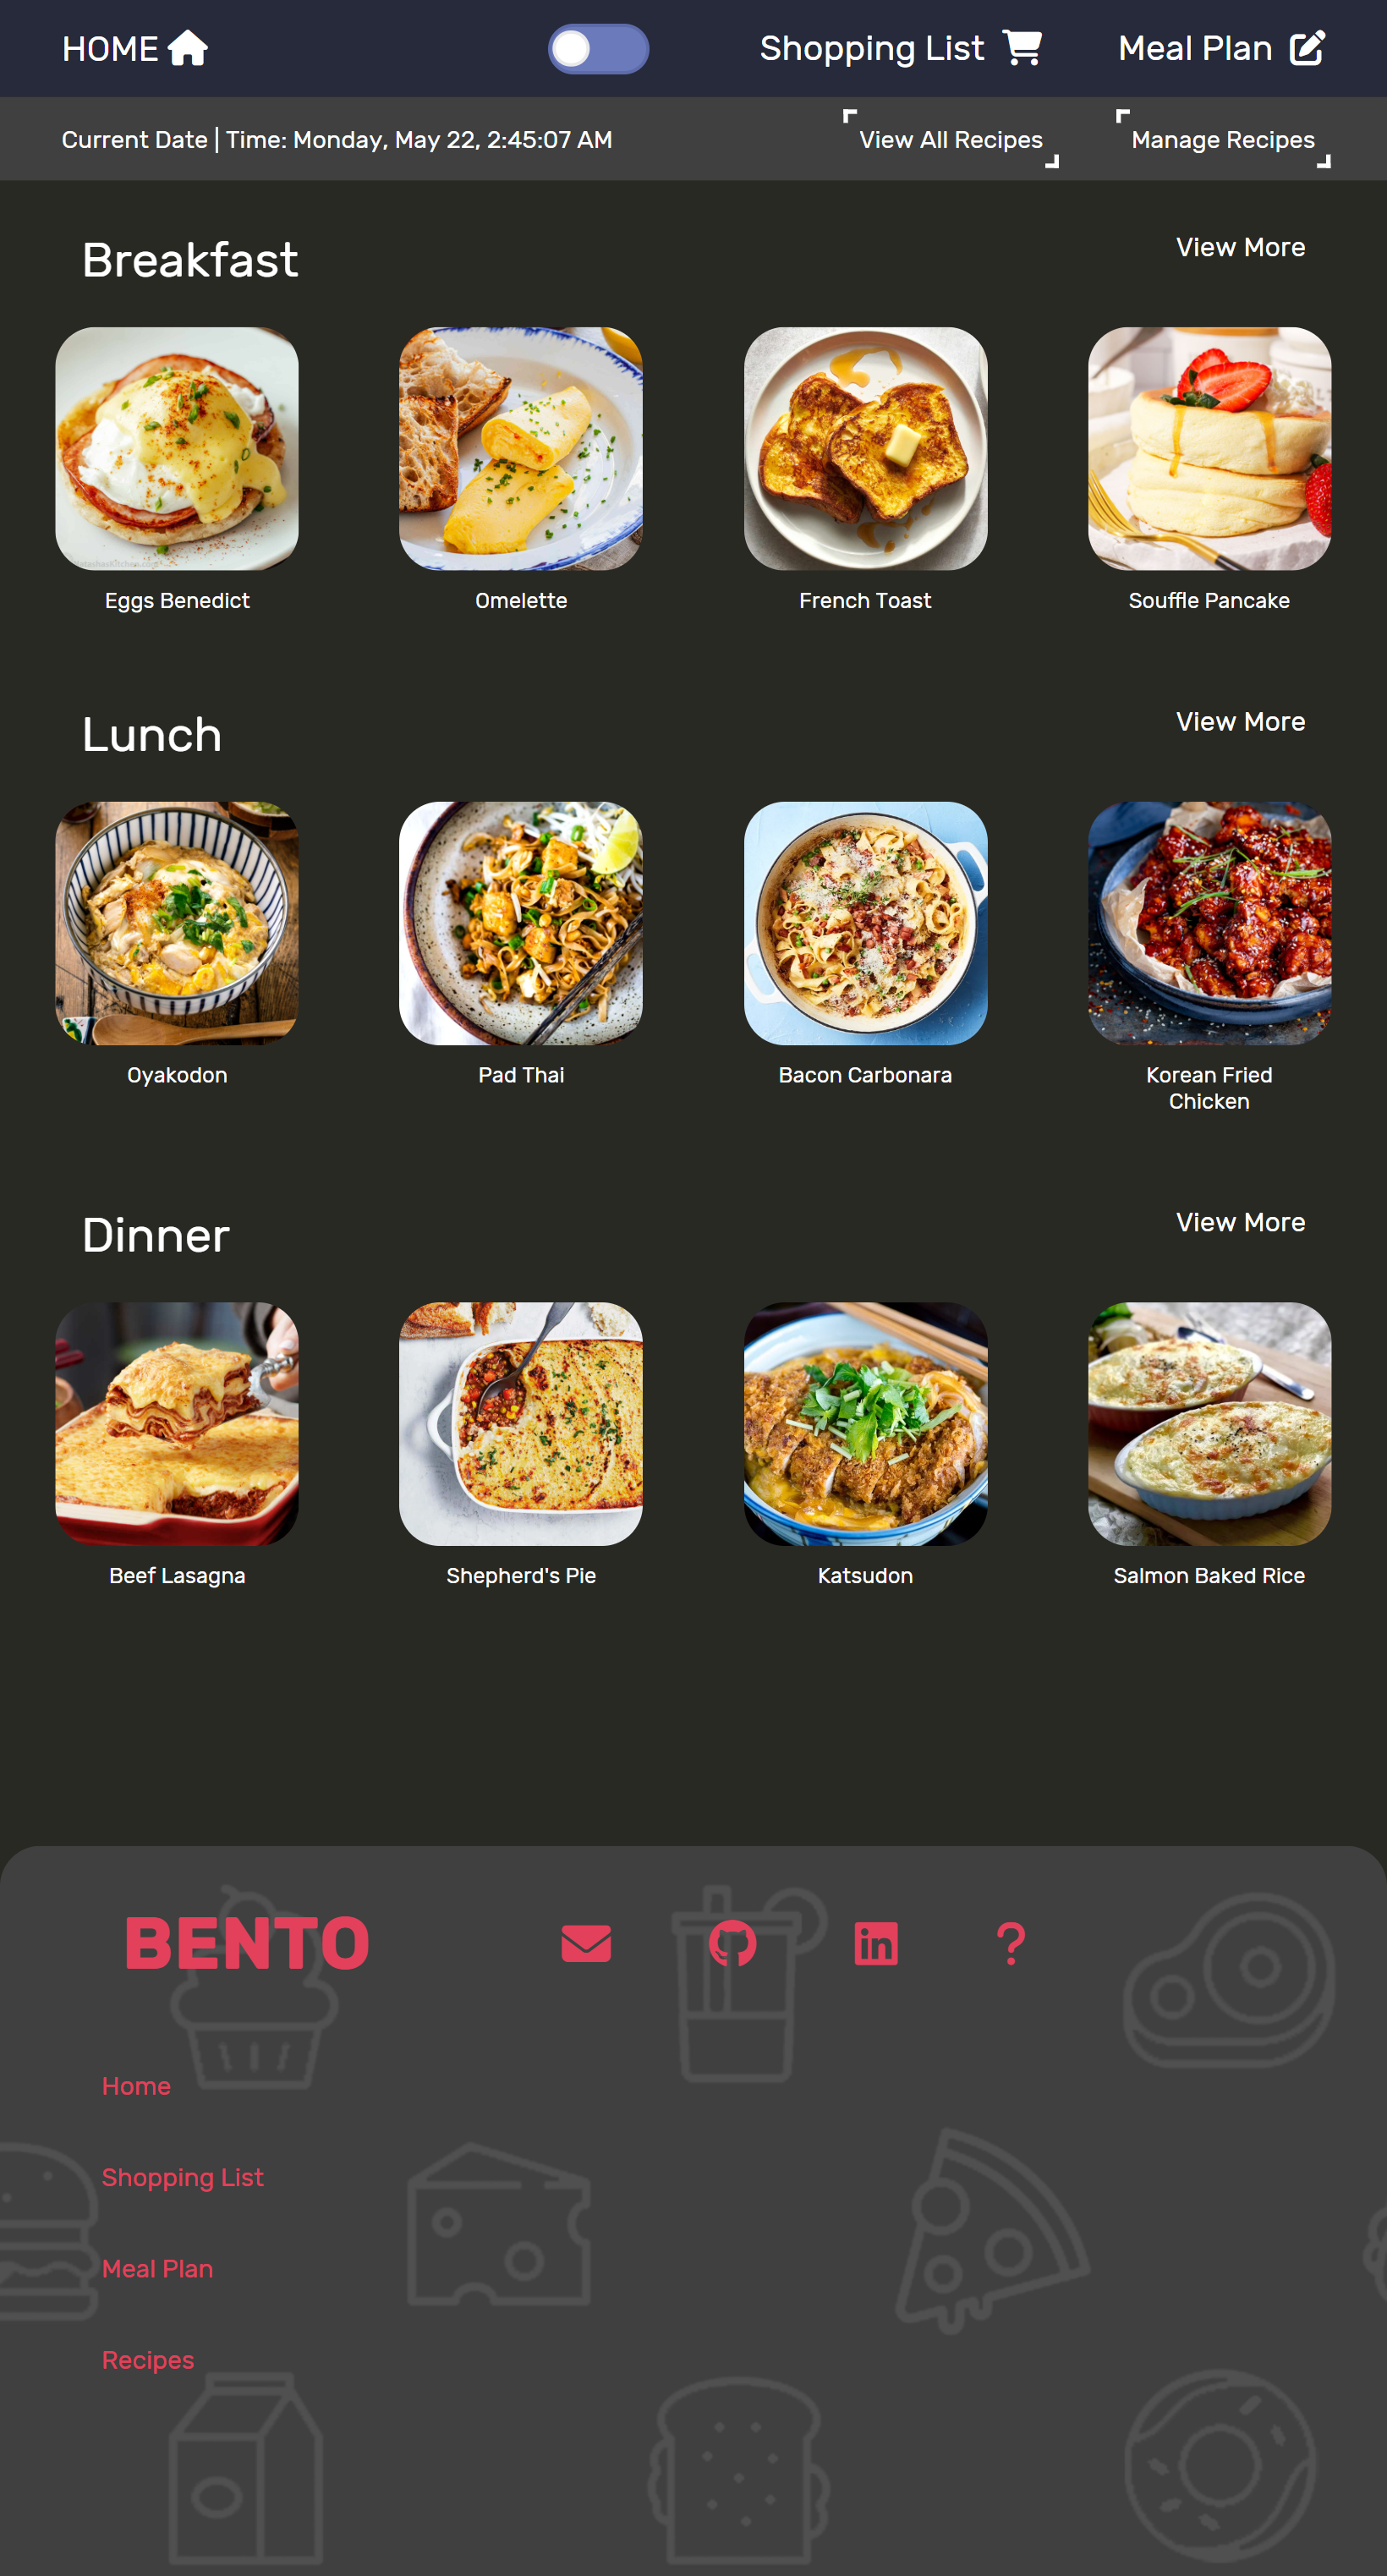 HOME
Shopping List
Meal Plan
Current Date | Time: Monday, May 22, 2:45:07 AM
View All Recipes
Manage Recipes
Breakfast
View More
Eggs Benedict
Omelette
French Toast
Souffle Pancake
Lunch
View More
Oyakodon
Pad Thai
Bacon Carbonara
Korean Fried
Chicken
Dinner
View More
Beef Lasagna
Shepherd's Pie
Katsudon
Salmon Baked Rice
BENTO
Home
Shopping List
Meal Plan
Recipes